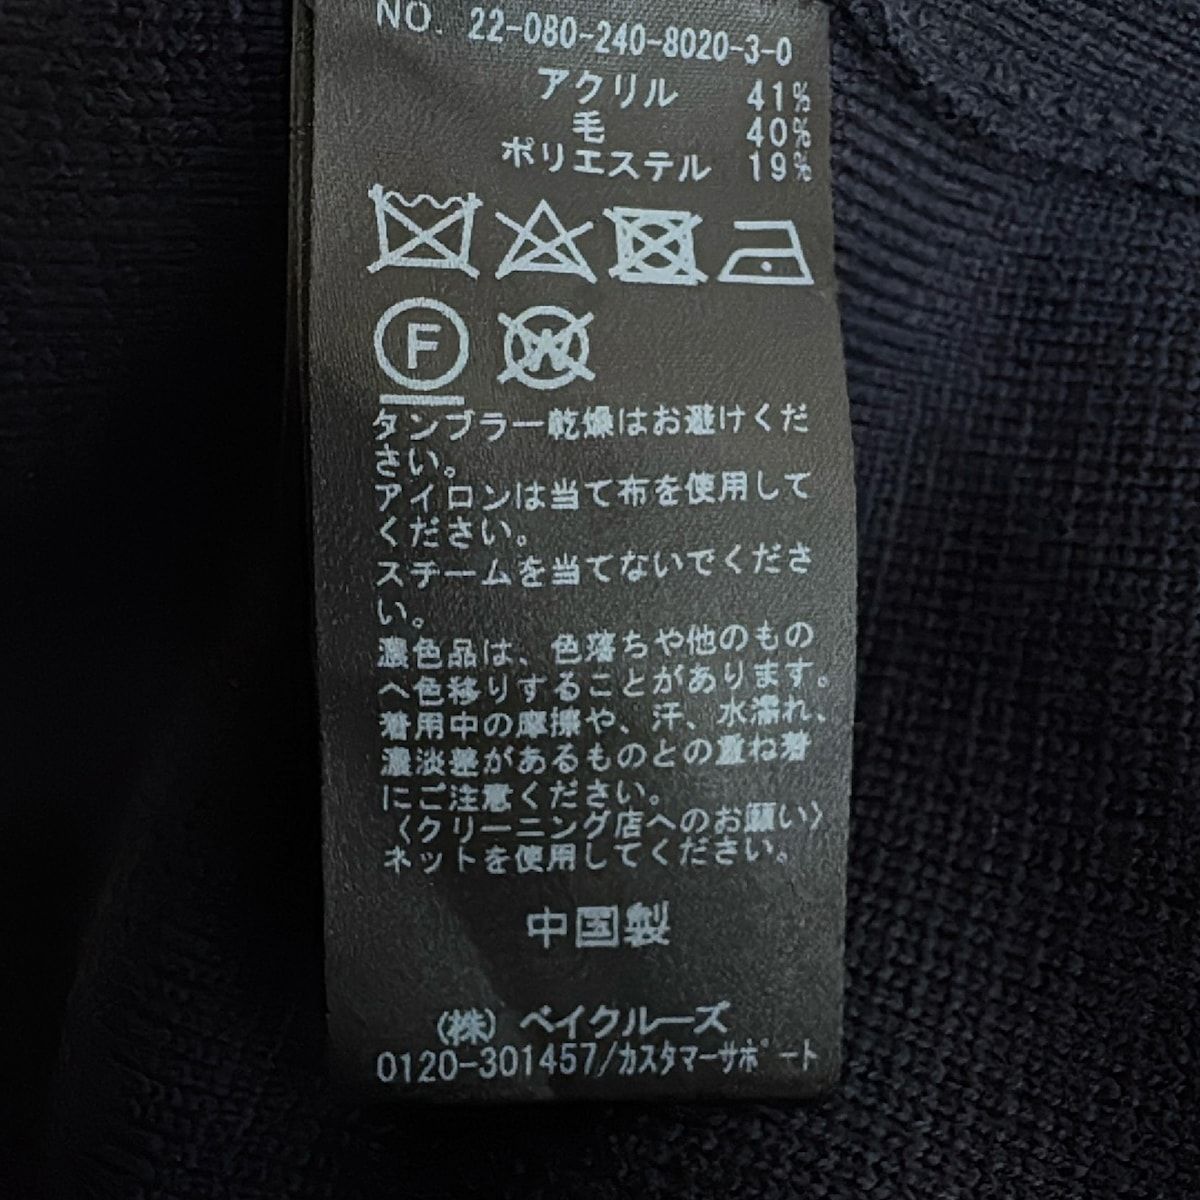 NO. 22-080-240-8020-3-0
アクリル 41%
毛 40%
ポリエステル 19%
F
W
タンブラー乾燥はお避けくだ
さい。
アイロンは当て布を使用して
ください。
スチームを当てないでくださ
い。
濃色品は、色落ちや他のもの
へ色移りすることがあります。
着用中の摩擦や、汗、水濡れ、
濃淡差があるものとの重ね着
にご注意ください。
〈クリーニング店へのお願い〉
ネットを使用してください。
中国製
(株) ベイクルーズ
0120-301457/カスタマーサポート